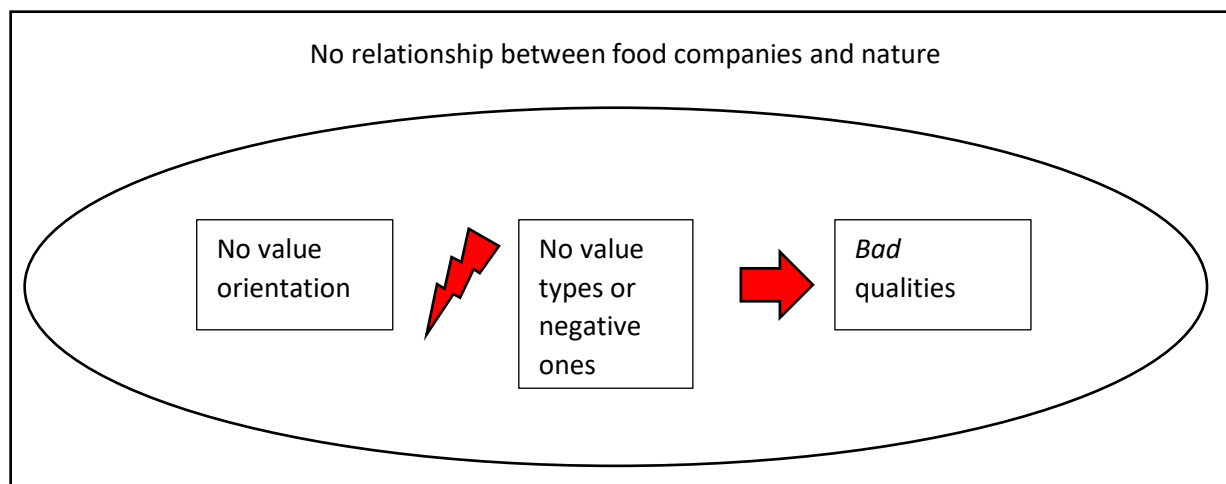 No relationship between food companies and nature
No value
orientation
No value
types or
negative
ones
Bad
qualities